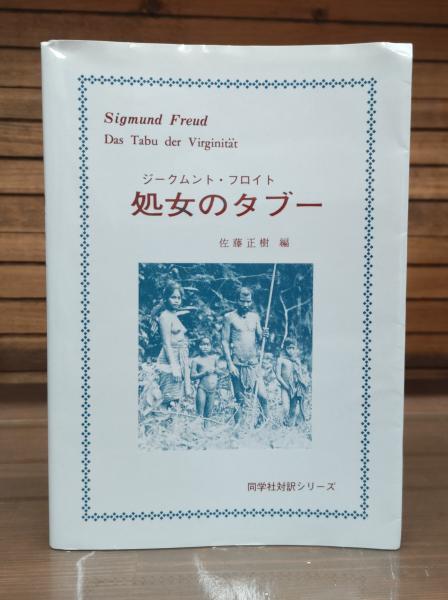 Sigmund Freud
Das Tabu der Virginität
ジークムント・フロイト
処女のタブー
佐藤正樹 編
同学社対訳シリーズ